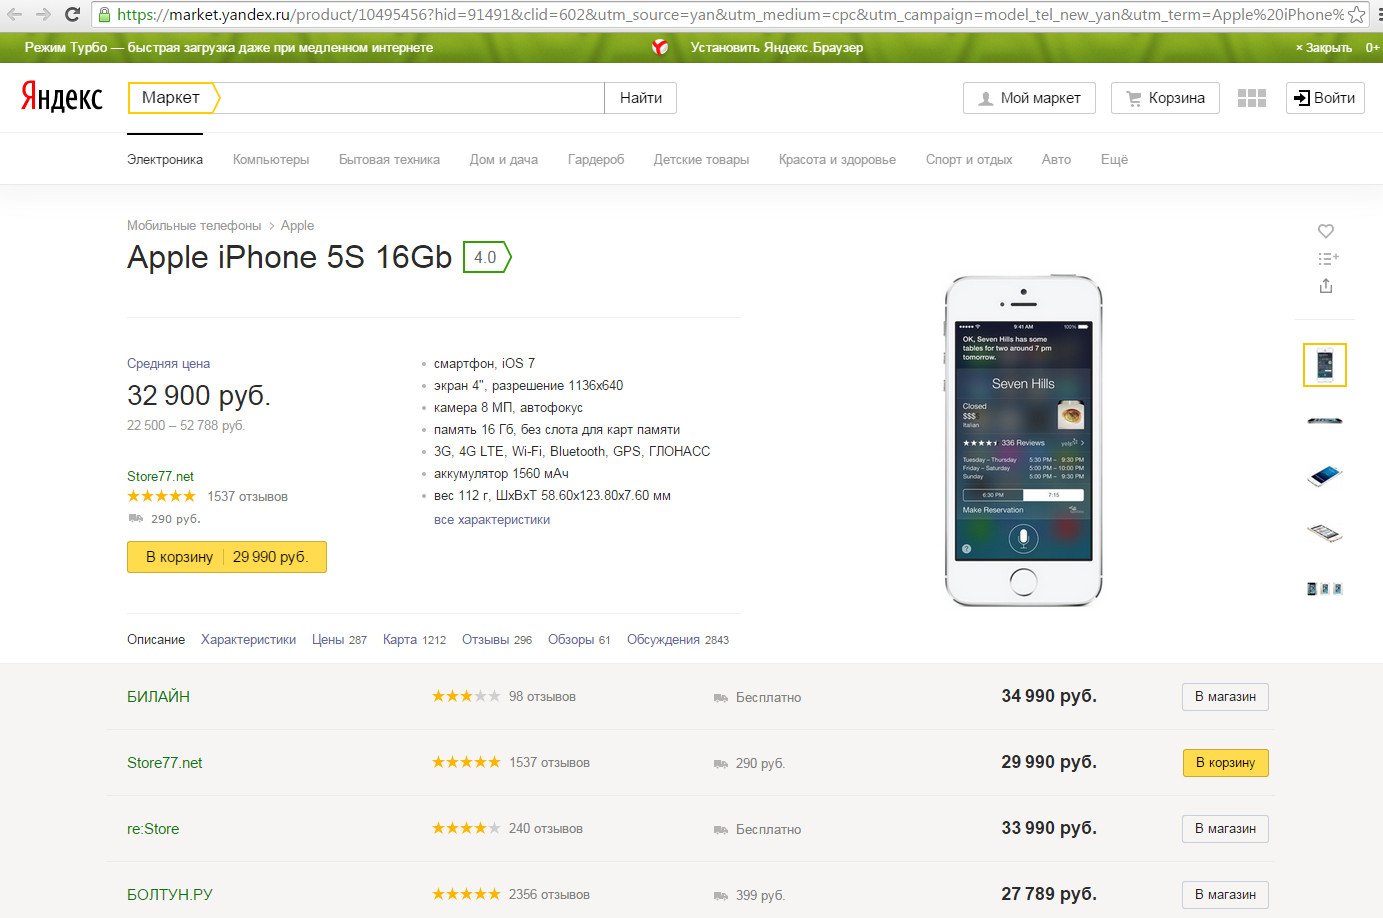 https://market.yandex.ru/product/10495456?hid=91491&clid=602&utm_source=yan&utm_medium=cpc&utm_campaign=model_tel_new_yan&utm_term=Apple%20iPhone%
Режим Турбо — быстрая загрузка даже при медленном интернете
Установить Яндекс.Браузер
× Закрыть 0+
Яндекс Маркет Найти Мой маркет Корзина Войти
Электроника Компьютеры Бытовая техника Дом и дача Гардероб Детские товары Красота и здоровье Спорт и отдых Авто Ещё
Мобильные телефоны > Apple
Apple iPhone 5S 16Gb 4.0
Средняя цена
32 900 руб.
22 500 – 52 788 руб.
Store77.net
1537 отзывов
290 руб.
В корзину 29 990 руб.
смартфон, iOS 7
экран 4", разрешение 1136x640
камера 8 МП, автофокус
память 16 Гб, без слота для карт памяти
3G, 4G LTE, Wi-Fi, Bluetooth, GPS, ГЛОНАСС
аккумулятор 1560 мАч
вес 112 г, ШxВxТ 58.60x123.80x7.60 мм
все характеристики
9:41 AM 100%
OK, Seven Hills has some
tables for two around 7 pm
tomorrow.
Seven Hills
Closed
$$$
Italian
336 Reviews yelp
Tuesday – Thursday 5:30 PM – 9:30 PM
Friday – Saturday 5:00 PM – 10:00 PM
Sunday 5:00 PM – 9:30 PM
6:30 PM 7:15
Make Reservation
?
Описание Характеристики Цены 287 Карта 1212 Отзывы 296 Обзоры 61 Обсуждения 2843
БИЛАЙН 98 отзывов Бесплатно 34 990 руб. В магазин
Store77.net 1537 отзывов 290 руб. 29 990 руб. В корзину
re:Store 240 отзывов Бесплатно 33 990 руб. В магазин
БОЛТУН.РУ 2356 отзывов 399 руб. 27 789 руб. В магазин